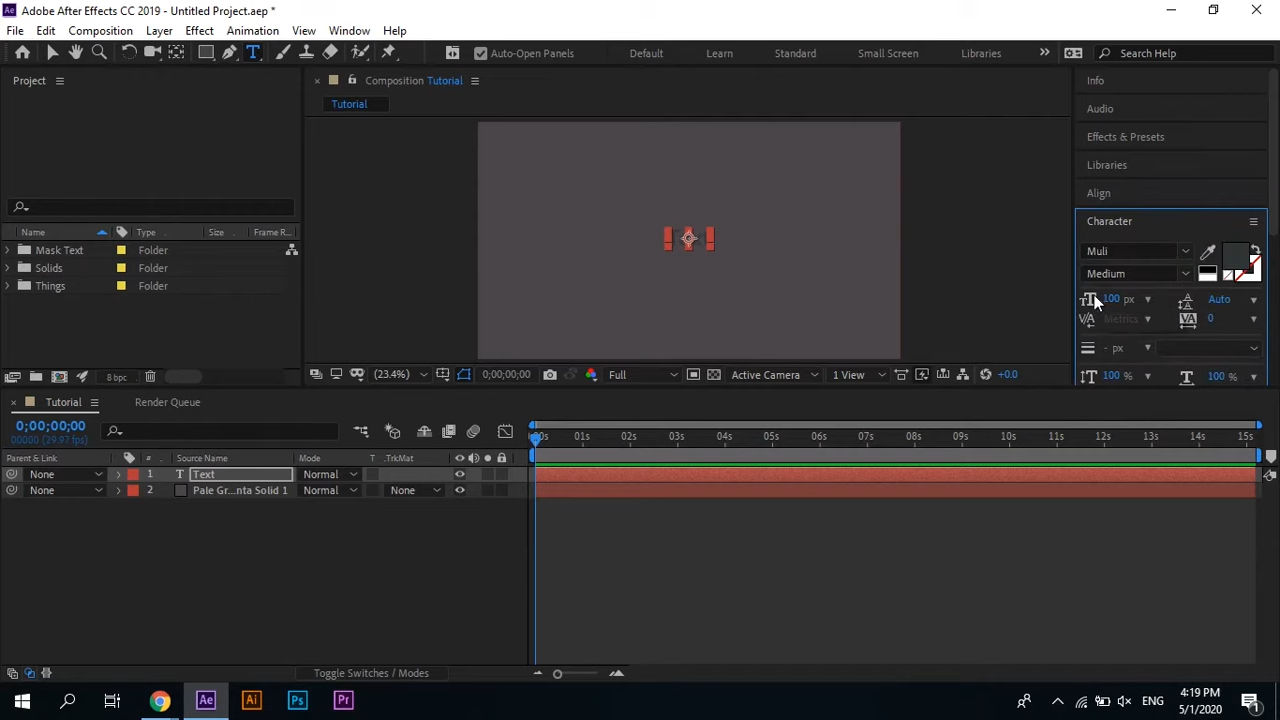 Adobe After Effects CC 2019 - Untitled Project.aep *
File Edit Composition Layer Effect Animation View Window Help
Auto-Open Panels Default Learn Standard Small Screen Libraries Search Help
Project
Composition Tutorial
Tutorial
Info
Audio
Effects & Presets
Libraries
Align
Character
Muli
Medium
100 px Auto
Metrics 0
- px
100 % 100 %
Name Type Size Frame R...
Mask Text Folder
Solids Folder
Things Folder
8 bpc
(23.4%) 0;00;00;00 Full Active Camera 1 View +0.0
Tutorial Render Queue
0;00;00;00
00000 (29.97 fps)
Parent & Link # Source Name Mode T .TrkMat
:00s 01s 02s 03s 04s 05s 06s 07s 08s 09s 10s 11s 12s 13s 14s 15s
None 1 T Text Normal
None 2 Pale Gr...nta Solid 1 Normal None
Toggle Switches / Modes
Ae Ai Ps Pr
ENG
4:19 PM
5/1/2020
1